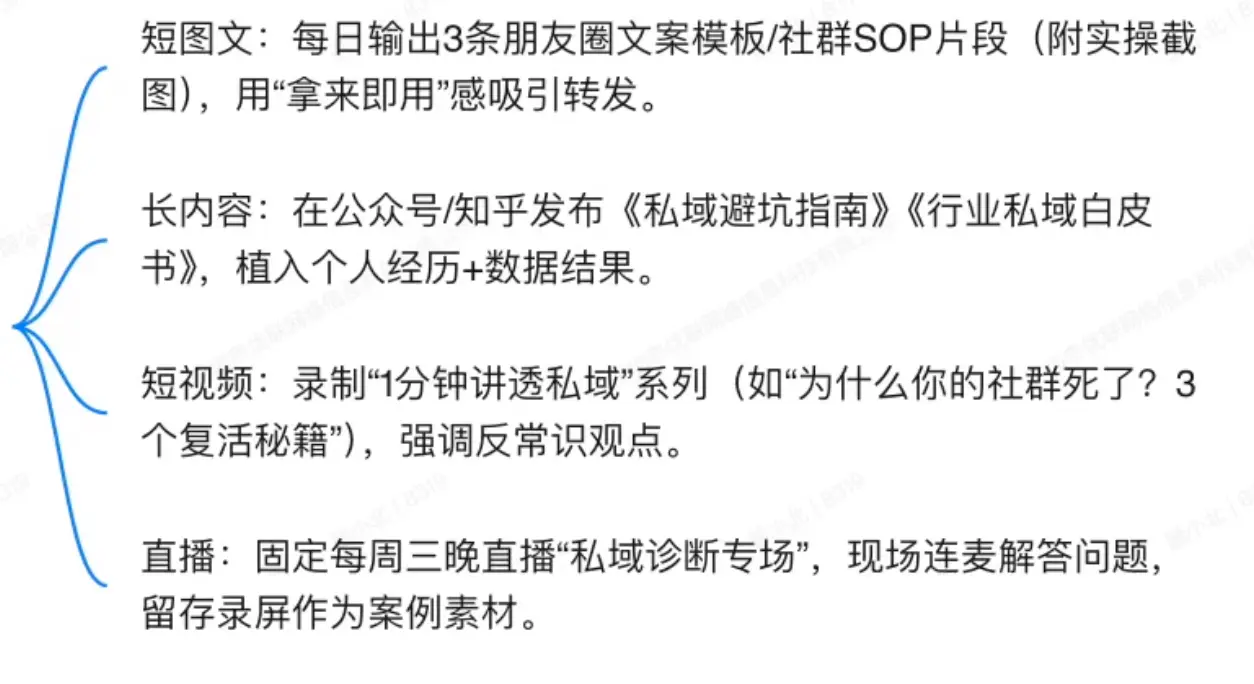 短图文：每日输出3条朋友圈文案模板/社群SOP片段（附实操截
图），用“拿来即用”感吸引转发。
长内容：在公众号/知乎发布《私域避坑指南》《行业私域白皮
书》，植入个人经历+数据结果。
短视频：录制“1分钟讲透私域”系列（如“为什么你的社群死了？3
个复活秘籍”），强调反常识观点。
直播：固定每周三晚直播“私域诊断专场”，现场连麦解答问题，
留存录屏作为案例素材。